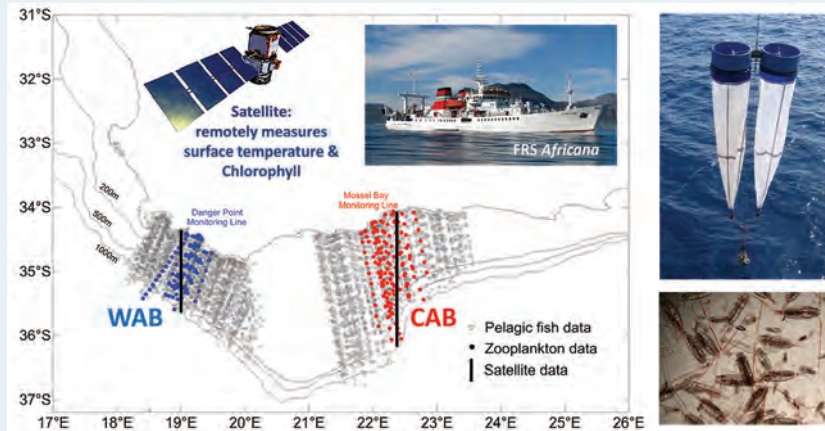 31°S
32°S
33°S
34°S
35°S
36°S
37°S
17°E
18°E
19°E
20°E
21°E
22°E
23°E
24°E
25°E
26°E
Satellite:
remotely measures
surface temperature &
Chlorophyll
FRS Africana
200m
500m
1000m
Danger Point
Monitoring Line
Mossel Bay
Monitoring Line
WAB
CAB
Pelagic fish data
Zooplankton data
Satellite data